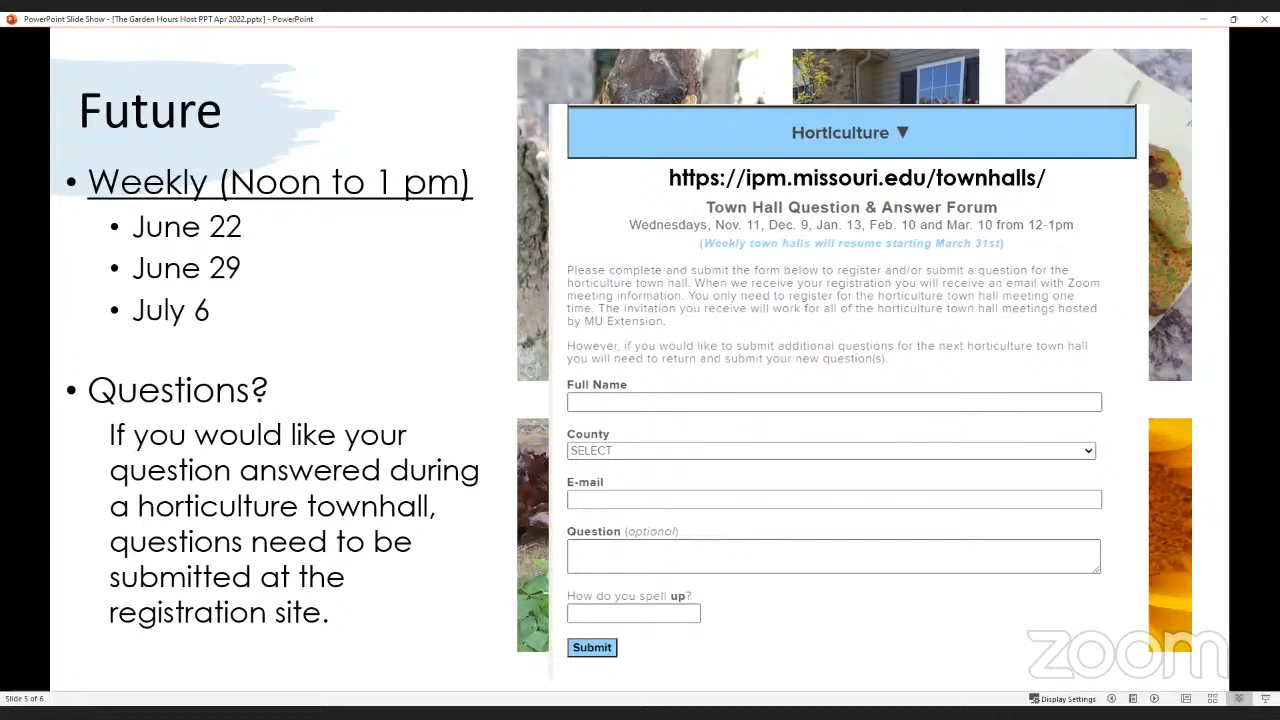 PowerPoint Slide Show - [The Garden Hours Host PPT Apr 2022.pptx] - PowerPoint
Future
• Weekly (Noon to 1 pm)
• June 22
• June 29
• July 6
• Questions?
If you would like your
question answered during
a horticulture townhall,
questions need to be
submitted at the
registration site.
Horticulture ▼
https://ipm.missouri.edu/townhalls/
Town Hall Question & Answer Forum
Wednesdays, Nov. 11, Dec. 9, Jan. 13, Feb. 10 and Mar. 10 from 12-1pm
(Weekly town halls will resume starting March 31st)
Please complete and submit the form below to register and/or submit a question for the
horticulture town hall. When we receive your registration you will receive an email with Zoom
meeting information. You only need to register for the horticulture town hall meeting one
time. The invitation you receive will work for all of the horticulture town hall meetings hosted
by MU Extension.
However, if you would like to submit additional questions for the next horticulture town hall
you will need to return and submit your new question(s).
Full Name
County
SELECT
E-mail
Question (optional)
How do you spell up?
Submit
zoom
Slide 5 of 6
Display Settings